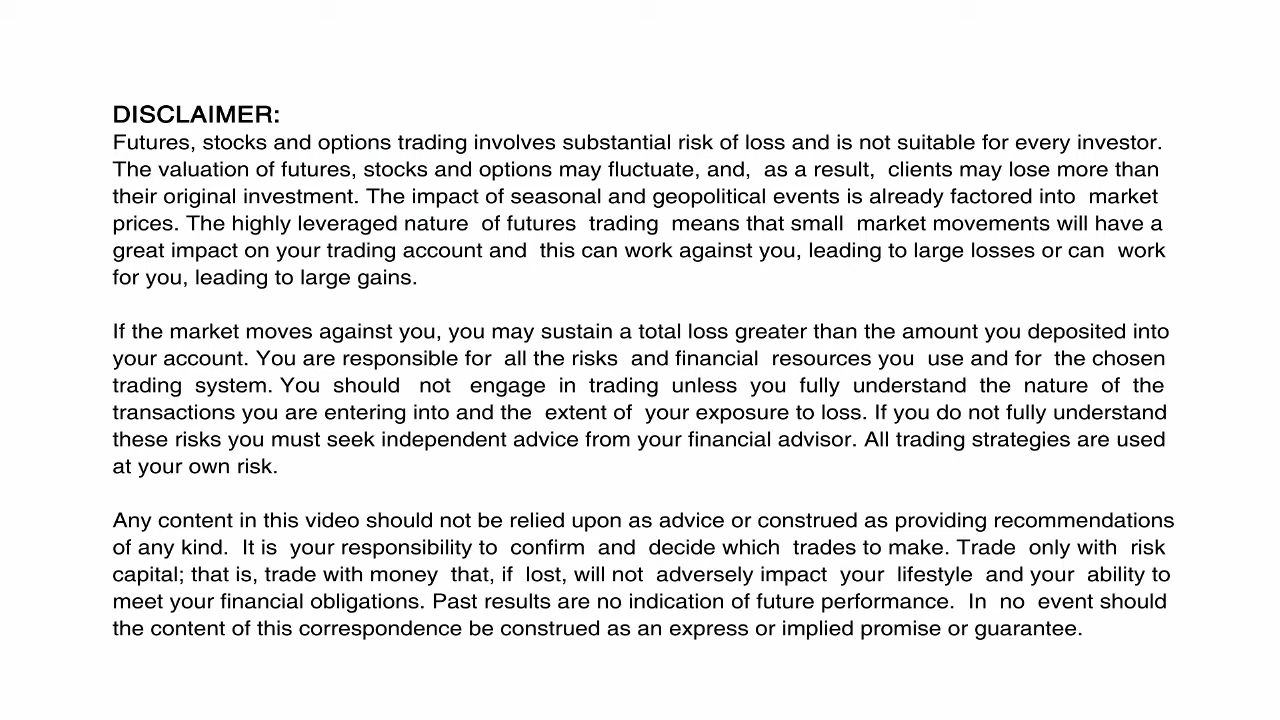 DISCLAIMER:
Futures, stocks and options trading involves substantial risk of loss and is not suitable for every investor.
The valuation of futures, stocks and options may fluctuate, and, as a result, clients may lose more than
their original investment. The impact of seasonal and geopolitical events is already factored into market
prices. The highly leveraged nature of futures trading means that small market movements will have a
great impact on your trading account and this can work against you, leading to large losses or can work
for you, leading to large gains.
If the market moves against you, you may sustain a total loss greater than the amount you deposited into
your account. You are responsible for all the risks and financial resources you use and for the chosen
trading system. You should not engage in trading unless you fully understand the nature of the
transactions you are entering into and the extent of your exposure to loss. If you do not fully understand
these risks you must seek independent advice from your financial advisor. All trading strategies are used
at your own risk.
Any content in this video should not be relied upon as advice or construed as providing recommendations
of any kind. It is your responsibility to confirm and decide which trades to make. Trade only with risk
capital; that is, trade with money that, if lost, will not adversely impact your lifestyle and your ability to
meet your financial obligations. Past results are no indication of future performance. In no event should
the content of this correspondence be construed as an express or implied promise or guarantee.